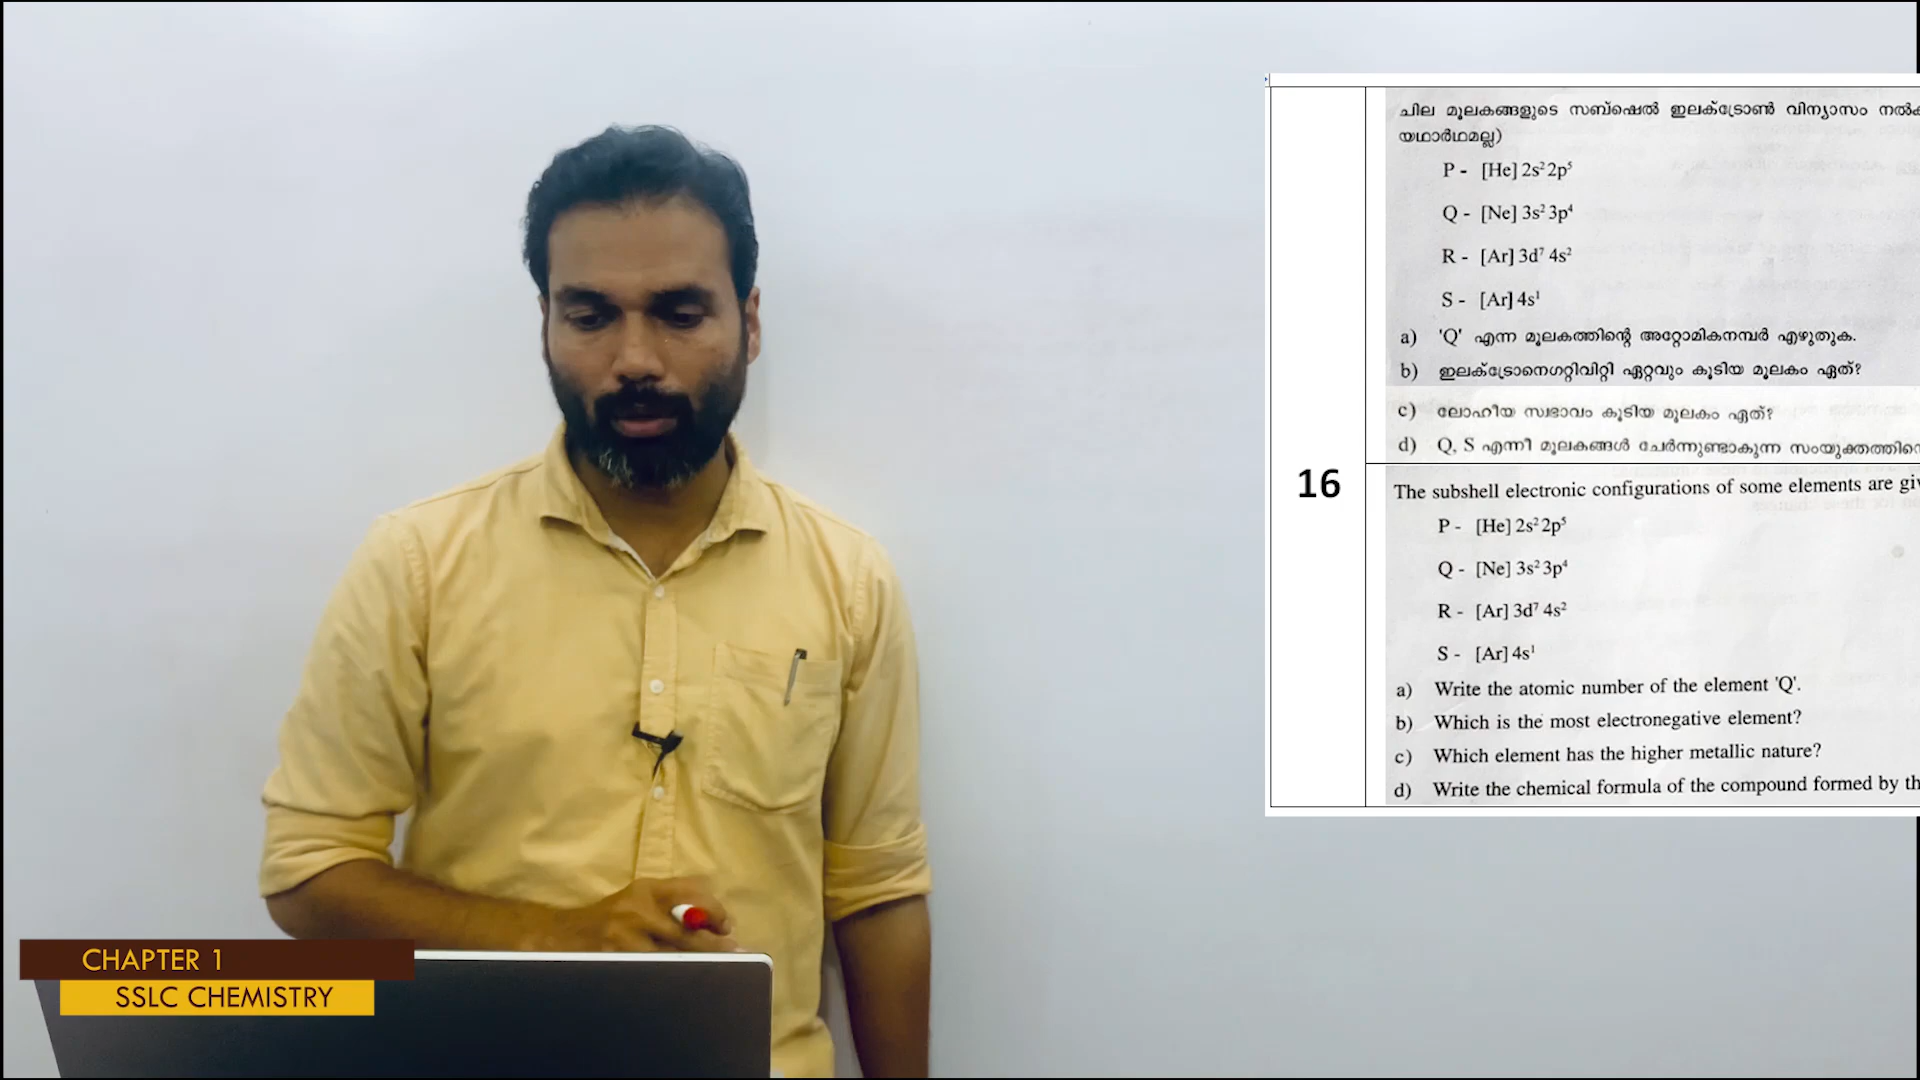 ചില മൂലകങ്ങളുടെ സബ്ഷെൽ ഇലക്ട്രോൺ വിന്യാസം
യഥാർഥമല്ല)
P - [He] 2s² 2p⁵
Q - [Ne] 3s² 3p⁴
R - [Ar] 3d⁷ 4s²
S - [Ar] 4s¹
a) 'Q' എന്ന മൂലകത്തിന്റെ അറ്റോമികനമ്പർ എഴുതുക.
b) ഇലക്ട്രോനെഗറ്റിവിറ്റി ഏറ്റവും കൂടിയ മൂലകം ഏത്?
c) ലോഹീയ സ്വഭാവം കൂടിയ മൂലകം ഏത്?
d) Q, S എന്നീ മൂലകങ്ങൾ ചേർന്നുണ്ടാകുന്ന
16
The subshell electronic configurations of some elements are
P - [He] 2s² 2p⁵
Q - [Ne] 3s² 3p⁴
R - [Ar] 3d⁷ 4s²
S - [Ar] 4s¹
a) Write the atomic number of the element 'Q'.
b) Which is the most electronegative element?
c) Which element has the higher metallic nature?
d) Write the chemical formula of the compound formed by
CHAPTER 1
SSLC CHEMISTRY